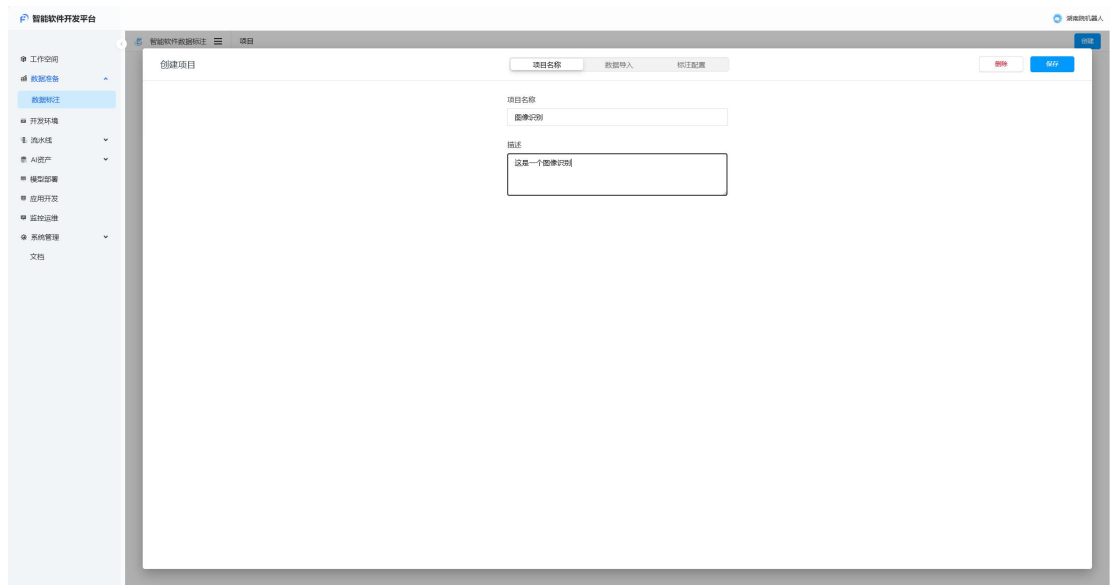 智能软件开发平台
湖南院机器人
智能软件数据标注 项目 创建
工作空间
数据准备
数据标注
开发环境
流水线
AI资产
模型部署
应用开发
监控运维
系统管理
文档
创建项目
项目名称 数据导入 标注配置
删除 保存
项目名称
图像识别
描述
这是一个图像识别